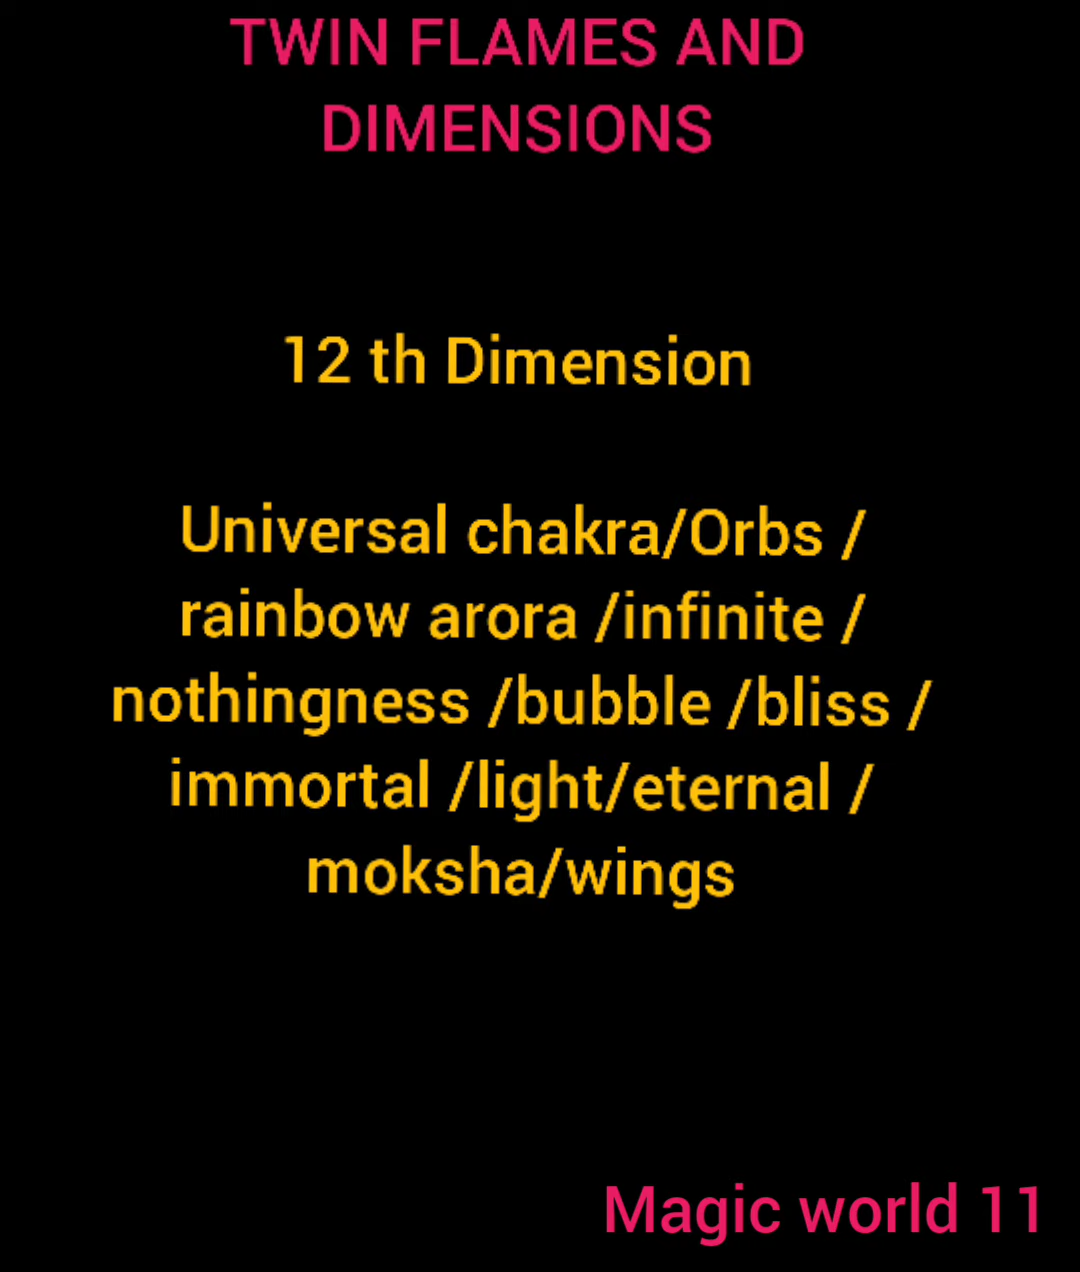 TWIN FLAMES AND
DIMENSIONS
12 th Dimension
Universal chakra/Orbs /
rainbow arora /infinite /
nothingness /bubble /bliss /
immortal /light/eternal /
moksha/wings
Magic world 11